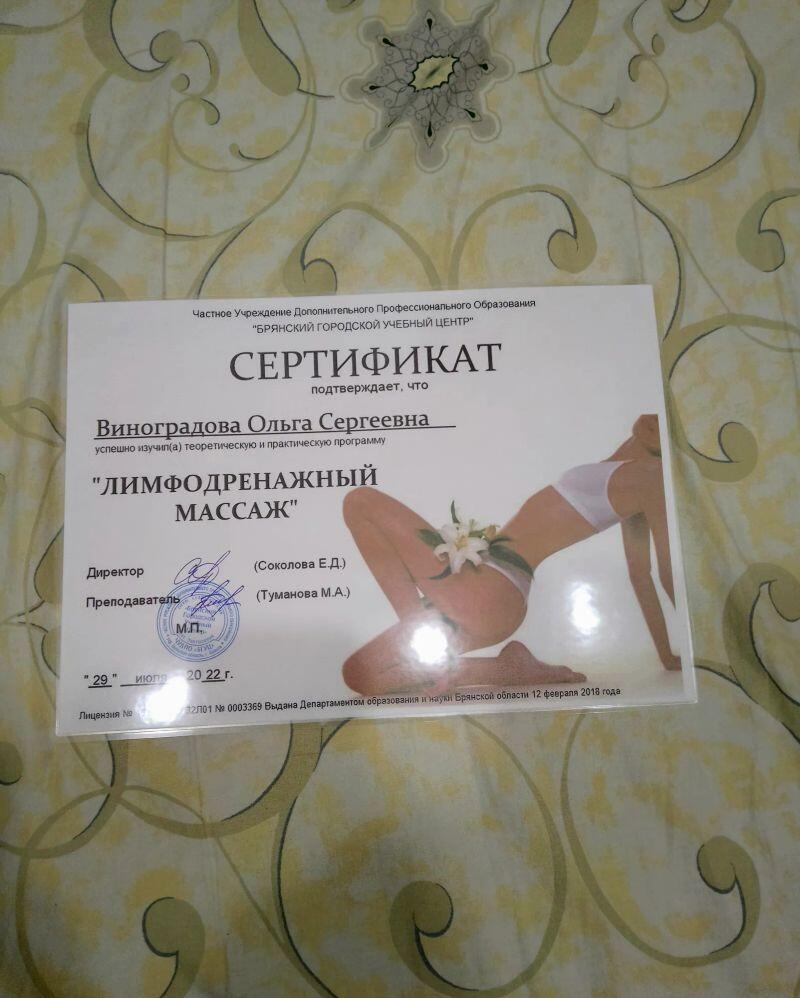 Частное Учреждение Дополнительного Профессионального Образования
"БРЯНСКИЙ ГОРОДСКОЙ УЧЕБНЫЙ ЦЕНТР"
СЕРТИФИКАТ
подтверждает, что
Виноградова Ольга Сергеевна
успешно изучил(а) теоретическую и практическую программу
"ЛИМФОДРЕНАЖНЫЙ
МАССАЖ"
Директор (Соколова Е.Д.)
Преподаватель (Туманова М.А.)
М.П.
"29" июля 2022 г.
Лицензия № 2Л01 № 0003369 Выдана Департаментом образования и науки Брянской области 12 февраля 2018 года